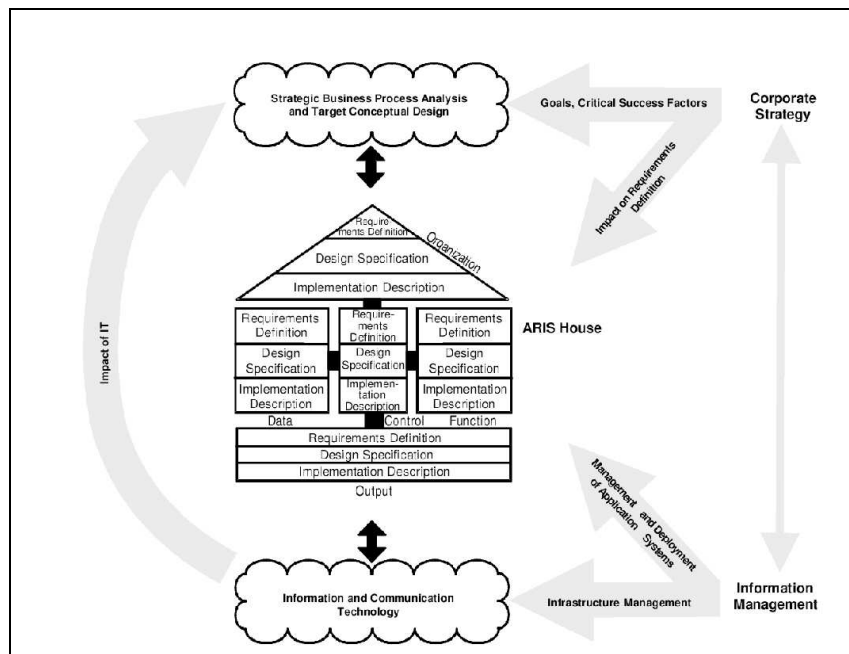 Strategic Business Process Analysis
and Target Conceptual Design
Goals, Critical Success Factors
Corporate
Strategy
Impact on Requirements
Definition
Require-
ments Definition
Organization
Design Specification
Implementation Description
ARIS House
Requirements
Definition
Design
Specification
Implementation
Description
Data
Require-
ments
Definition
Design
Specification
Implemen-
tation
Description
Control
Requirements
Definition
Design
Specification
Implementation
Description
Function
Requirements Definition
Design Specification
Implementation Description
Output
Impact of IT
Management and Deployment
of Application Systems
Information and Communication
Technology
Infrastructure Management
Information
Management